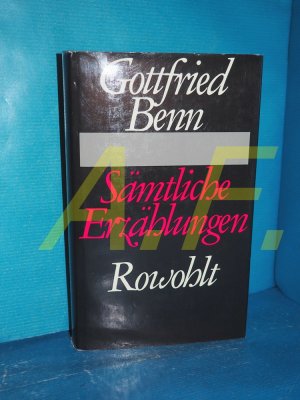 Gottfried
Benn
Sämtliche
Erzählungen
Rowohlt
A.F.